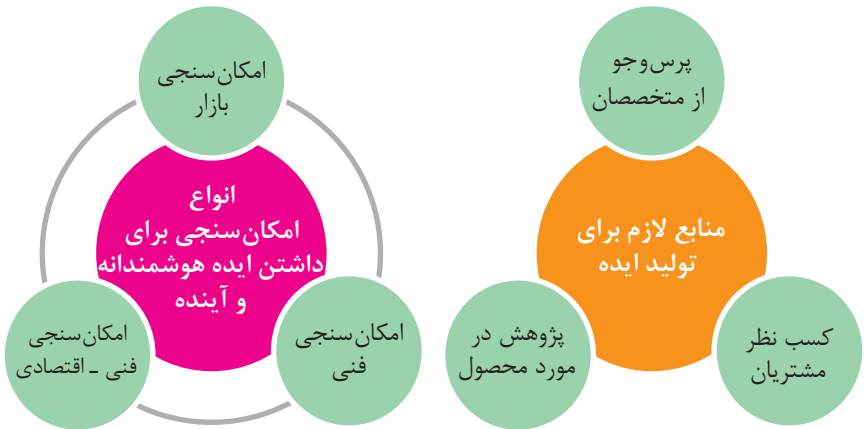 پرس‌وجو
از متخصصان
منابع لازم برای
تولید ایده
کسب نظر
مشتریان
پژوهش در
مورد محصول
امکان‌سنجی
بازار
انواع
امکان‌سنجی برای
داشتن ایده هوشمندانه
و آینده
امکان‌سنجی
فنی
امکان‌سنجی
فنی ـ اقتصادی